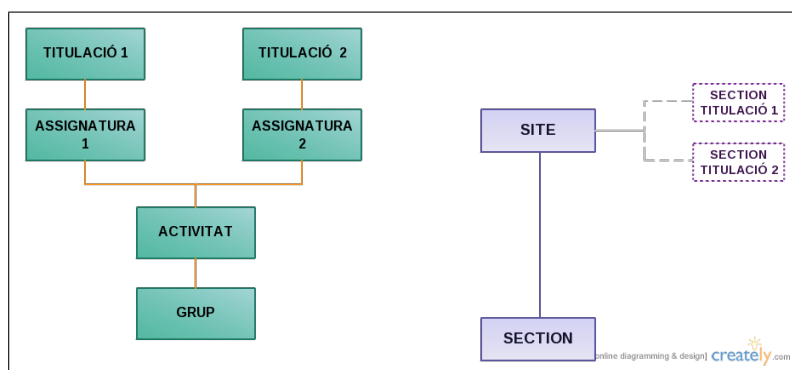 TITULACIÓ 1
TITULACIÓ 2
ASSIGNATURA
1
ASSIGNATURA
2
ACTIVITAT
GRUP
SITE
SECTION
TITULACIÓ 1
SECTION
TITULACIÓ 2
SECTION
online diagramming & design] creately.com